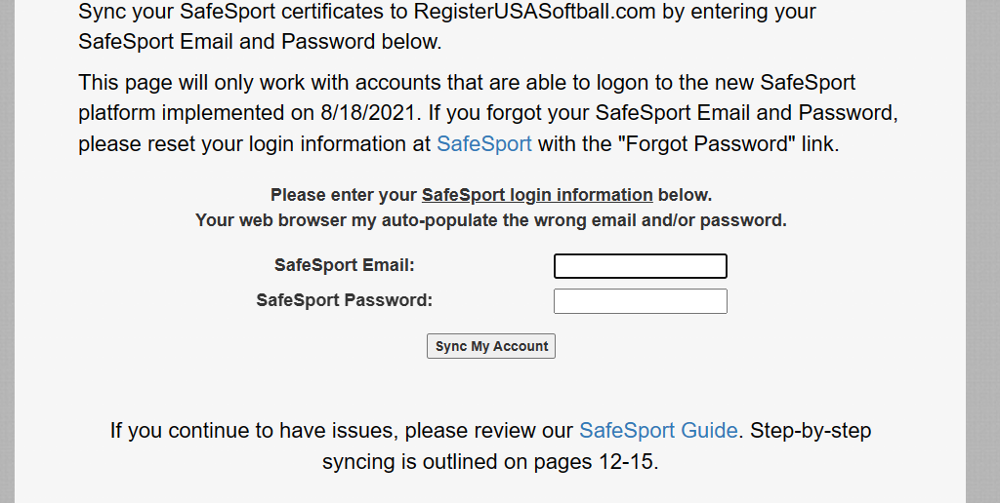 Sync your SafeSport certificates to RegisterUSASoftball.com by entering your
SafeSport Email and Password below.
This page will only work with accounts that are able to logon to the new SafeSport
platform implemented on 8/18/2021. If you forgot your SafeSport Email and Password,
please reset your login information at SafeSport with the "Forgot Password" link.
Please enter your SafeSport login information below.
Your web browser my auto-populate the wrong email and/or password.
SafeSport Email:
SafeSport Password:
Sync My Account
If you continue to have issues, please review our SafeSport Guide. Step-by-step
syncing is outlined on pages 12-15.